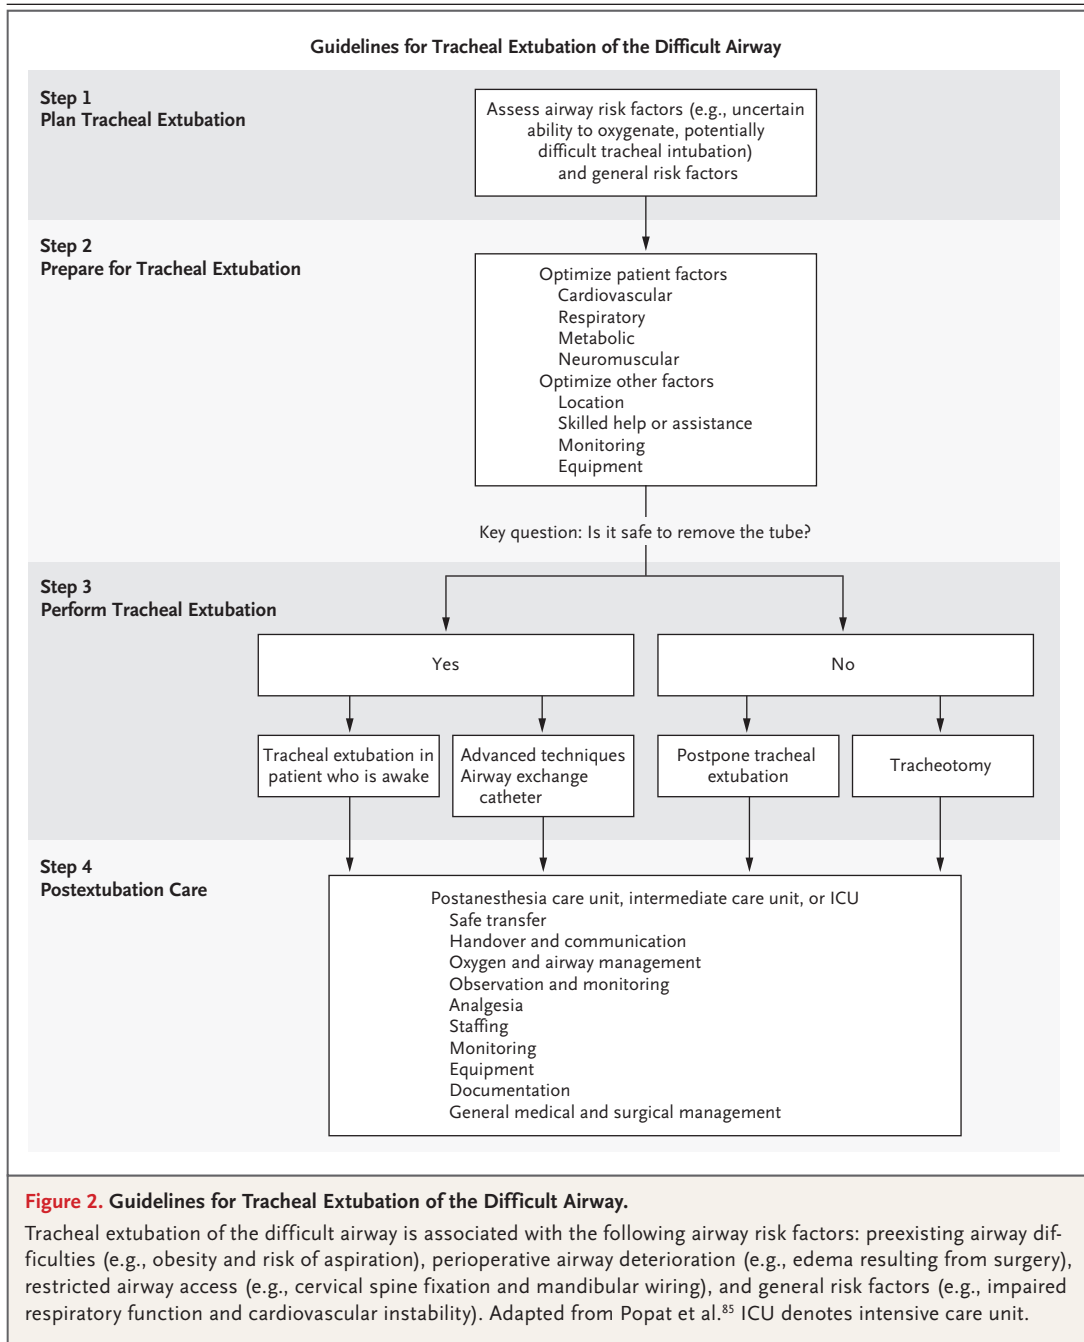 Guidelines for Tracheal Extubation of the Difficult Airway
Step 1
Plan Tracheal Extubation
Assess airway risk factors (e.g., uncertain
ability to oxygenate, potentially
difficult tracheal intubation)
and general risk factors
Step 2
Prepare for Tracheal Extubation
Optimize patient factors
Cardiovascular
Respiratory
Metabolic
Neuromuscular
Optimize other factors
Location
Skilled help or assistance
Monitoring
Equipment
Key question: Is it safe to remove the tube?
Step 3
Perform Tracheal Extubation
Yes
No
Tracheal extubation in
patient who is awake
Advanced techniques
Airway exchange
catheter
Postpone tracheal
extubation
Tracheotomy
Step 4
Postextubation Care
Postanesthesia care unit, intermediate care unit, or ICU
Safe transfer
Handover and communication
Oxygen and airway management
Observation and monitoring
Analgesia
Staffing
Monitoring
Equipment
Documentation
General medical and surgical management
Figure 2. Guidelines for Tracheal Extubation of the Difficult Airway.
Tracheal extubation of the difficult airway is associated with the following airway risk factors: preexisting airway dif-
ficulties (e.g., obesity and risk of aspiration), perioperative airway deterioration (e.g., edema resulting from surgery),
restricted airway access (e.g., cervical spine fixation and mandibular wiring), and general risk factors (e.g., impaired
respiratory function and cardiovascular instability). Adapted from Popat et al.⁸⁵ ICU denotes intensive care unit.